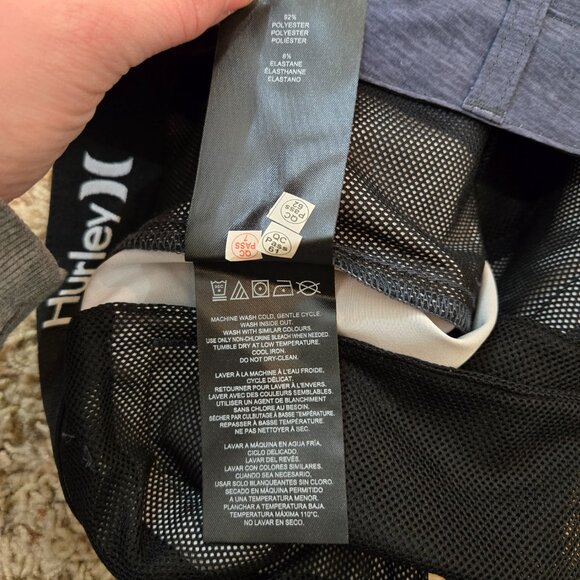 92%
POLYESTER
POLYESTER
POLIÉSTER
8%
ELASTANE
ÉLASTHANNE
ELASTANO
QC
Pass
62
QC
Pass
61
QC
PASS
7
Hurley
MACHINE WASH COLD, GENTLE CYCLE.
WASH INSIDE OUT.
WASH WITH SIMILAR COLOURS.
USE ONLY NON-CHLORINE BLEACH WHEN NEEDED.
TUMBLE DRY AT LOW TEMPERATURE.
COOL IRON.
DO NOT DRY-CLEAN.
LAVER À LA MACHINE À L'EAU FROIDE,
CYCLE DÉLICAT.
RETOURNER POUR LAVER À L'ENVERS.
LAVER AVEC DES COULEURS SEMBLABLES.
UTILISER UN AGENT DE BLANCHIMENT
SANS CHLORE AU BESOIN.
SÉCHER PAR CULBUTAGE À BASSE TEMPÉRATURE.
REPASSER À BASSE TEMPÉRATURE
NE PAS NETTOYER À SEC.
LAVAR A MÁQUINA EN AGUA FRÍA,
CICLO DELICADO.
LAVAR DEL REVÉS.
LAVAR CON COLORES SIMILARES.
CUANDO SEA NECESARIO,
USAR SOLO BLANQUEANTES SIN CLORO.
SECADO EN MÁQUINA PERMITIDO
A UNA TEMPERATURA MENOR.
PLANCHAR A TEMPERATURA BAJA.
TEMPERATURA MÁXIMA 110°C.
NO LAVAR EN SECO.